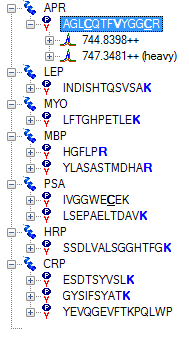 APR
AGLCQTFVYGGCR
744.8398++
747.3481++ (heavy)
LEP
INDISHTQSVSAK
MYO
LFTGHPETLEK
MBP
HGFLPR
YLASASTMDHAR
PSA
IVGGWECEK
LSEPAELTDAVK
HRP
SSDLVALSGGHTFGK
CRP
ESDTSYVSLK
GYSIFSYATK
YEVQGEVFTKPQLWP